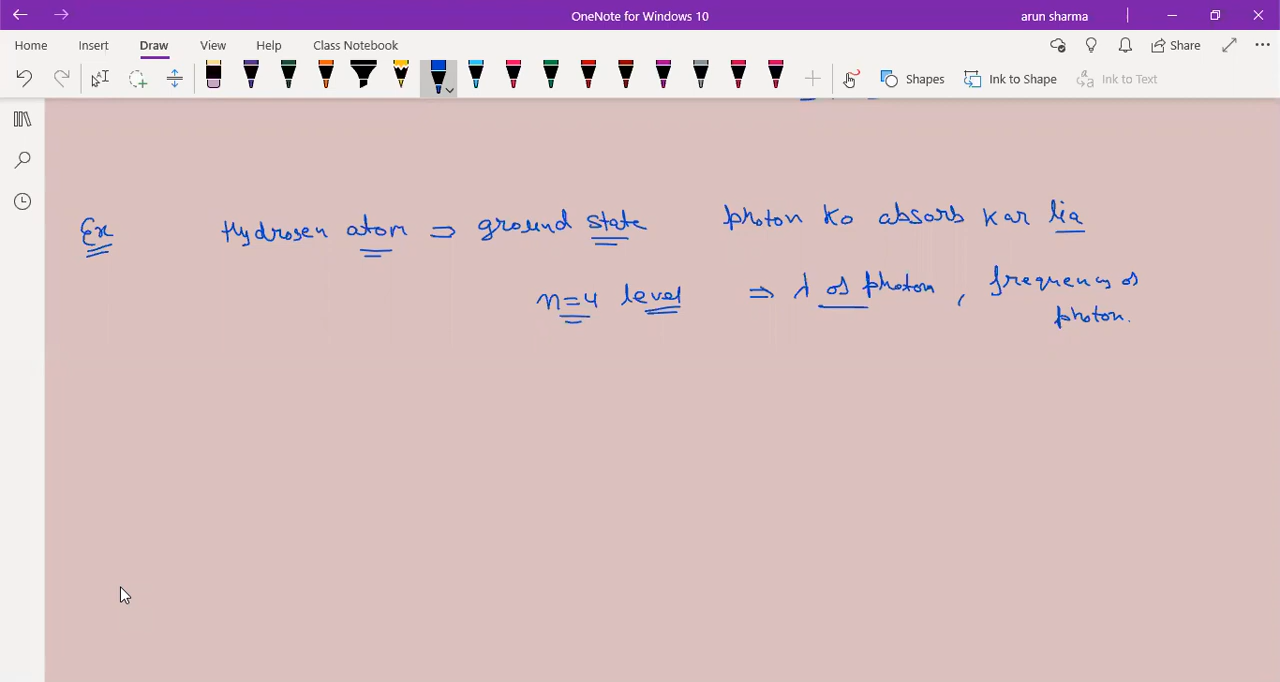 OneNote for Windows 10
arun sharma
Home Insert Draw View Help Class Notebook
Share
Shapes Ink to Shape Ink to Text
Ex Hydrogen atom ⇒ ground state photon ko absorb kar lia
n=4 level ⇒ λ of photon, frequency of
photon.